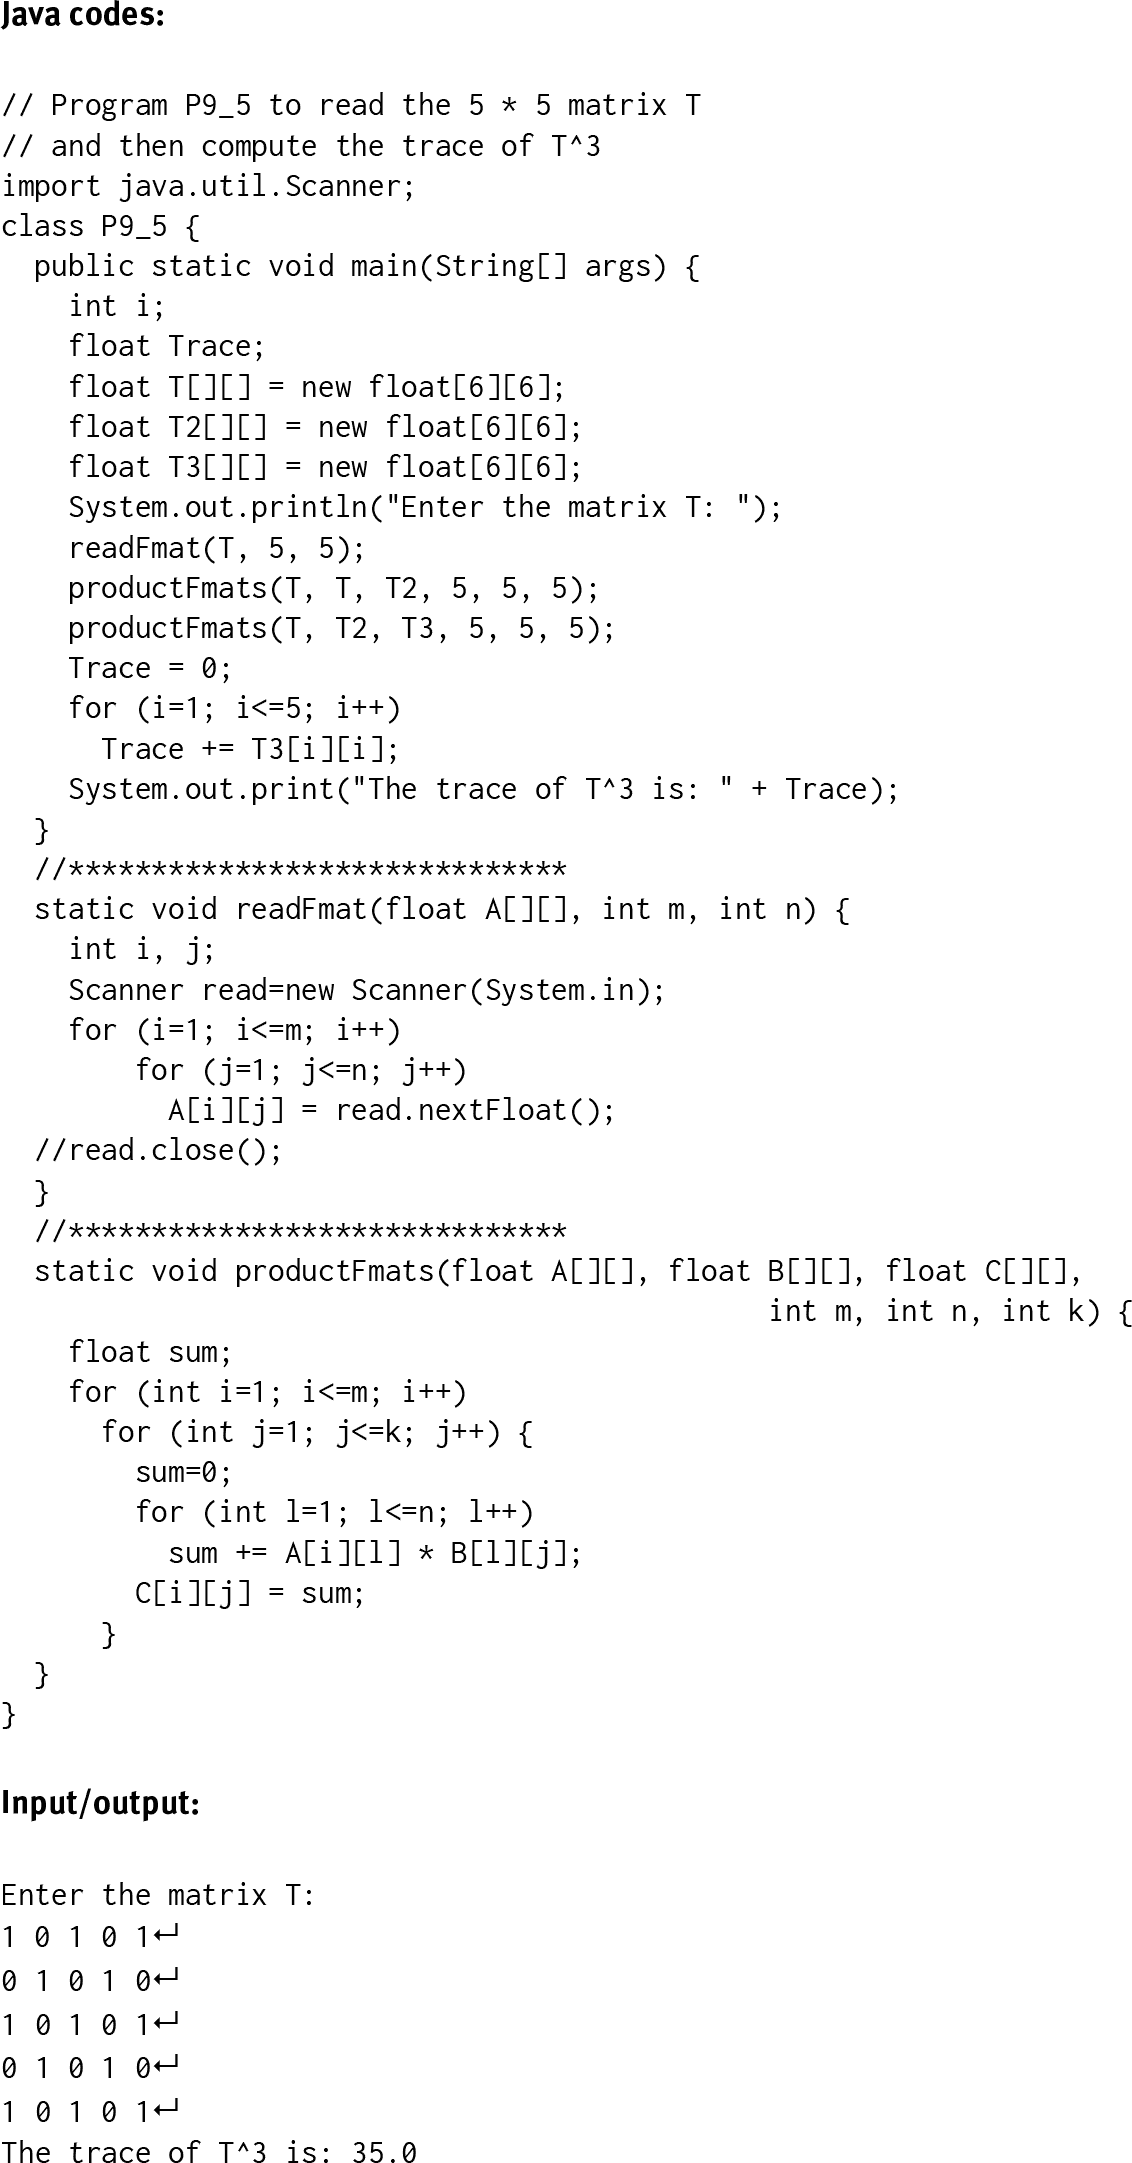 Java codes:
// Program P9_5 to read the 5 * 5 matrix T
// and then compute the trace of T^3
import java.util.Scanner;
class P9_5 {
  public static void main(String[] args) {
    int i;
    float Trace;
    float T[][] = new float[6][6];
    float T2[][] = new float[6][6];
    float T3[][] = new float[6][6];
    System.out.println("Enter the matrix T: ");
    readFmat(T, 5, 5);
    productFmats(T, T, T2, 5, 5, 5);
    productFmats(T, T2, T3, 5, 5, 5);
    Trace = 0;
    for (i=1; i<=5; i++)
      Trace += T3[i][i];
    System.out.print("The trace of T^3 is: " + Trace);
  }
  //******************************
  static void readFmat(float A[][], int m, int n) {
    int i, j;
    Scanner read=new Scanner(System.in);
    for (i=1; i<=m; i++)
        for (j=1; j<=n; j++)
          A[i][j] = read.nextFloat();
  //read.close();
  }
  //******************************
  static void productFmats(float A[][], float B[][], float C[][],
                                              int m, int n, int k) {
    float sum;
    for (int i=1; i<=m; i++)
      for (int j=1; j<=k; j++) {
        sum=0;
        for (int l=1; l<=n; l++)
          sum += A[i][l] * B[l][j];
        C[i][j] = sum;
      }
  }
}
Input/output:
Enter the matrix T:
1 0 1 0 1↵
0 1 0 1 0↵
1 0 1 0 1↵
0 1 0 1 0↵
1 0 1 0 1↵
The trace of T^3 is: 35.0